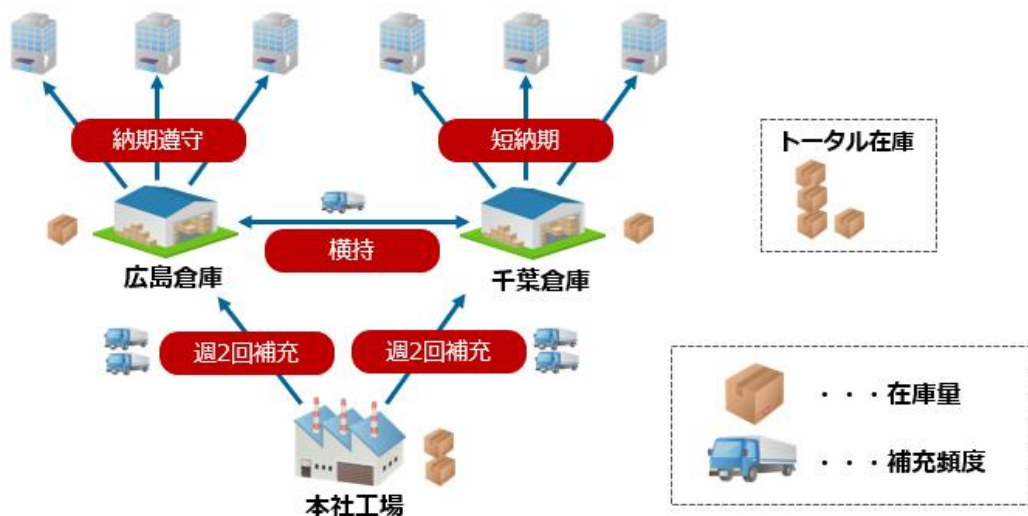 納期遵守
短納期
トータル在庫
横持
広島倉庫
千葉倉庫
週2回補充
週2回補充
・・・在庫量
・・・補充頻度
本社工場